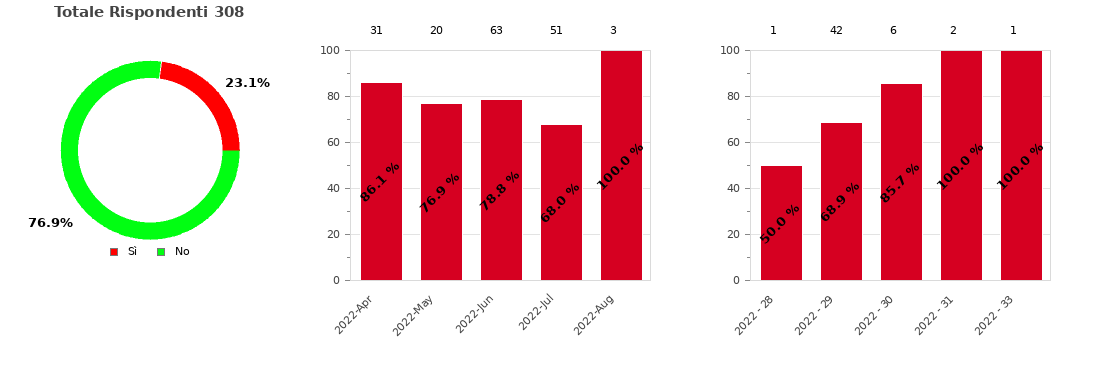 Totale Rispondenti 308
23.1%
76.9%
Sì
No
31 20 63 51 3
100
80
60
40
20
0
86.1 %
76.9 %
78.8 %
68.0 %
100.0 %
2022-Apr
2022-May
2022-Jun
2022-Jul
2022-Aug
1 42 6 2 1
100
80
60
40
20
0
50.0 %
68.9 %
85.7 %
100.0 %
100.0 %
2022 - 28
2022 - 29
2022 - 30
2022 - 31
2022 - 33